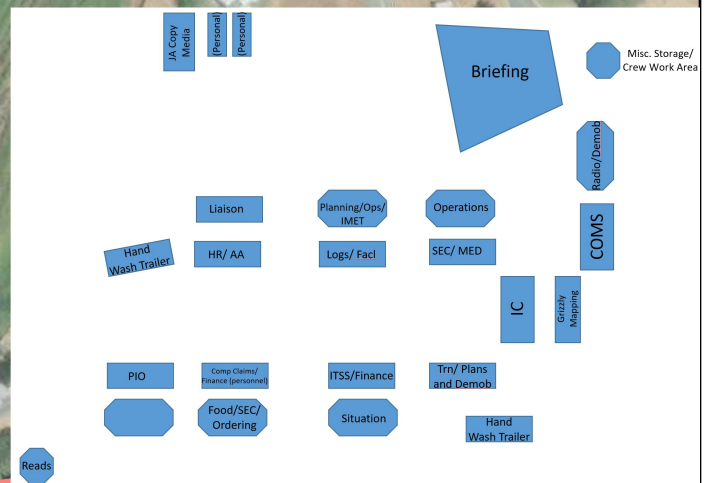 JA Copy
Media
(Personal)
(Personal)
Briefing
Misc. Storage/
Crew Work Area
Radio/Demob
Liaison
Planning/Ops/
IMET
Operations
COMS
Hand
Wash Trailer
HR/ AA
Logs/ Facl
SEC/ MED
IC
Grizzly
Mapping
PIO
Comp Claims/
Finance (personnel)
ITSS/Finance
Trn/ Plans
and Demob
Food/SEC/
Ordering
Situation
Hand
Wash Trailer
Reads